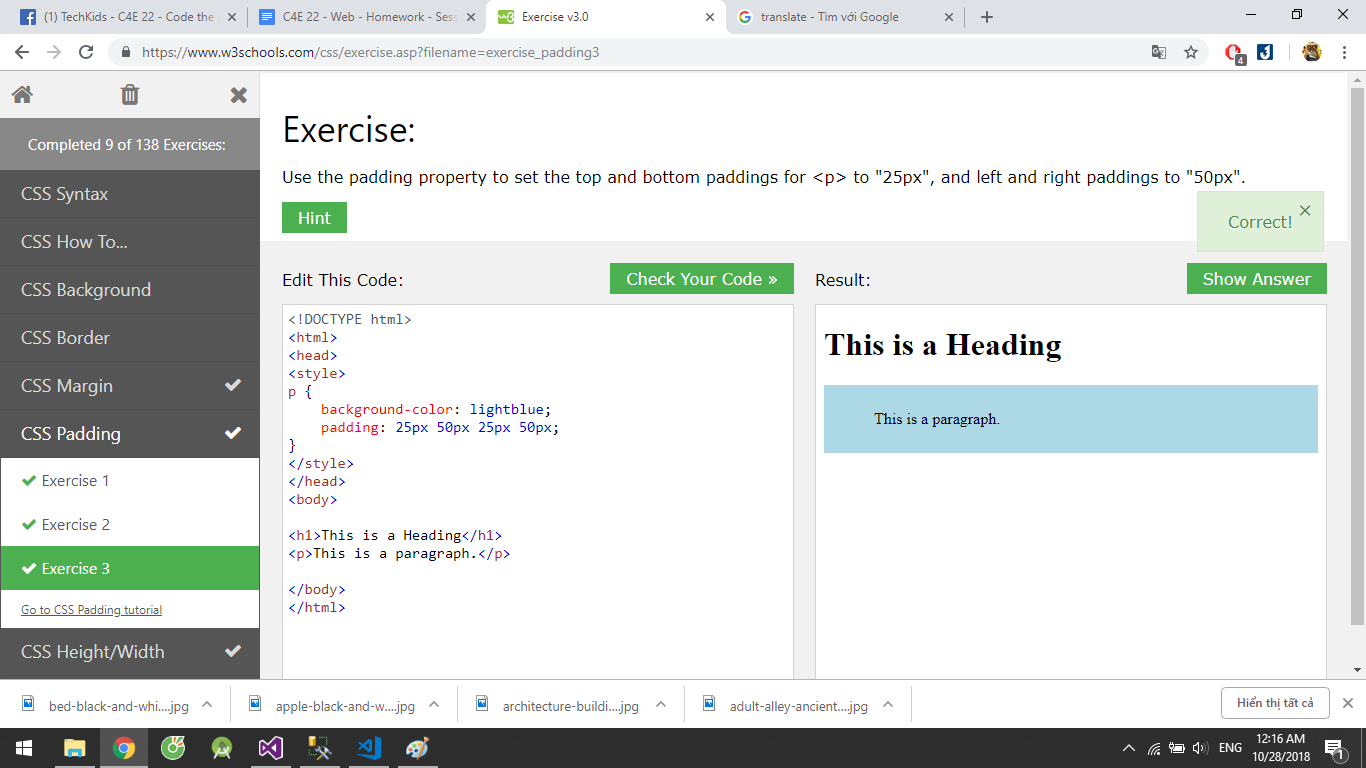 (1) TechKids - C4E 22 - Code the
C4E 22 - Web - Homework - Sess
Exercise v3.0
translate - Tìm với Google
https://www.w3schools.com/css/exercise.asp?filename=exercise_padding3
4
Completed 9 of 138 Exercises:
CSS Syntax
CSS How To...
CSS Background
CSS Border
CSS Margin
CSS Padding
Exercise 1
Exercise 2
Exercise 3
Go to CSS Padding tutorial
CSS Height/Width
Exercise:
Use the padding property to set the top and bottom paddings for <p> to "25px", and left and right paddings to "50px".
Hint
Correct!
Edit This Code:
Check Your Code »
<!DOCTYPE html>
<html>
<head>
<style>
p {
    background-color: lightblue;
    padding: 25px 50px 25px 50px;
}
</style>
</head>
<body>
<h1>This is a Heading</h1>
<p>This is a paragraph.</p>
</body>
</html>
Result:
Show Answer
This is a Heading
This is a paragraph.
bed-black-and-whi....jpg
apple-black-and-w....jpg
architecture-buildi....jpg
adult-alley-ancient....jpg
Hiển thị tất cả
ENG
12:16 AM
10/28/2018
1